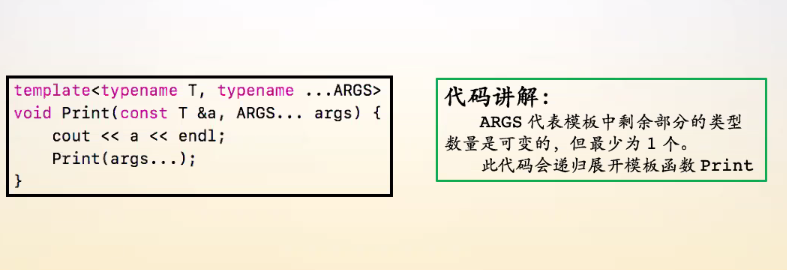 template<typename T, typename ...ARGS>
void Print(const T &a, ARGS... args) {
    cout << a << endl;
    Print(args...);
}
代码讲解：
ARGS 代表模板中剩余部分的类型
数量是可变的，但最少为 1 个。
此代码会递归展开模板函数 Print